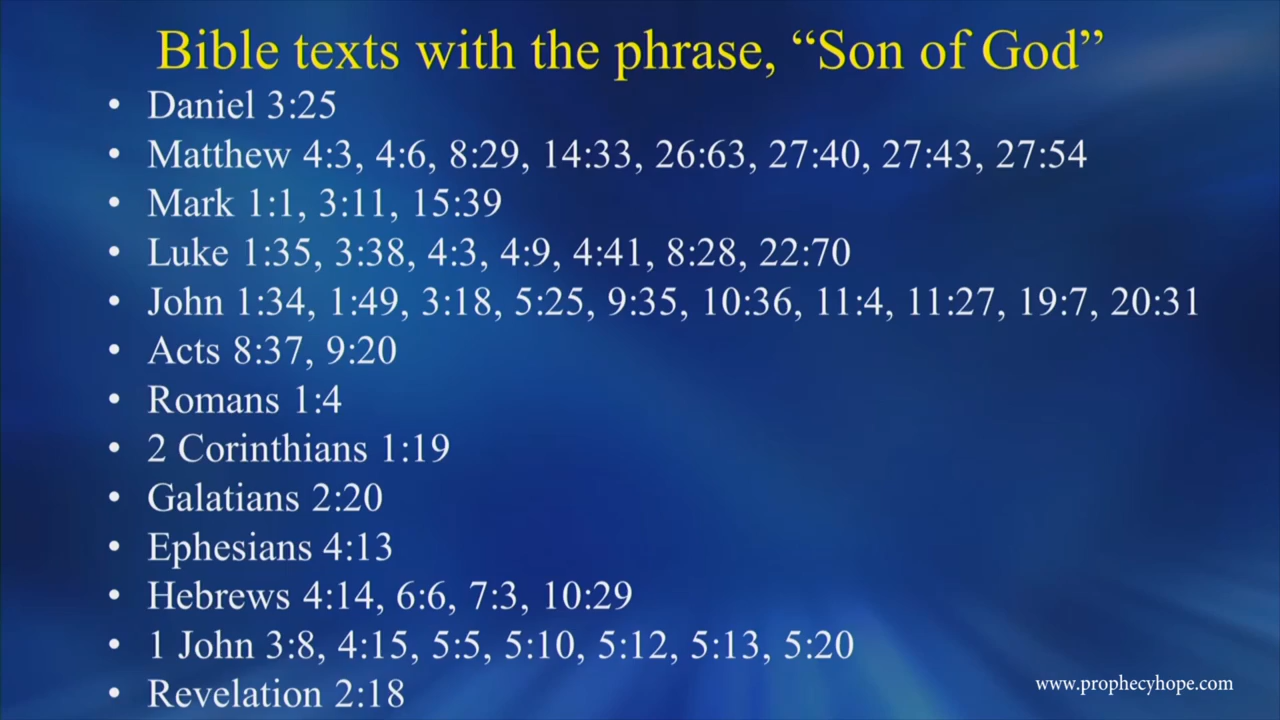 Bible texts with the phrase, “Son of God”
• Daniel 3:25
• Matthew 4:3, 4:6, 8:29, 14:33, 26:63, 27:40, 27:43, 27:54
• Mark 1:1, 3:11, 15:39
• Luke 1:35, 3:38, 4:3, 4:9, 4:41, 8:28, 22:70
• John 1:34, 1:49, 3:18, 5:25, 9:35, 10:36, 11:4, 11:27, 19:7, 20:31
• Acts 8:37, 9:20
• Romans 1:4
• 2 Corinthians 1:19
• Galatians 2:20
• Ephesians 4:13
• Hebrews 4:14, 6:6, 7:3, 10:29
• 1 John 3:8, 4:15, 5:5, 5:10, 5:12, 5:13, 5:20
• Revelation 2:18
www.prophecyhope.com